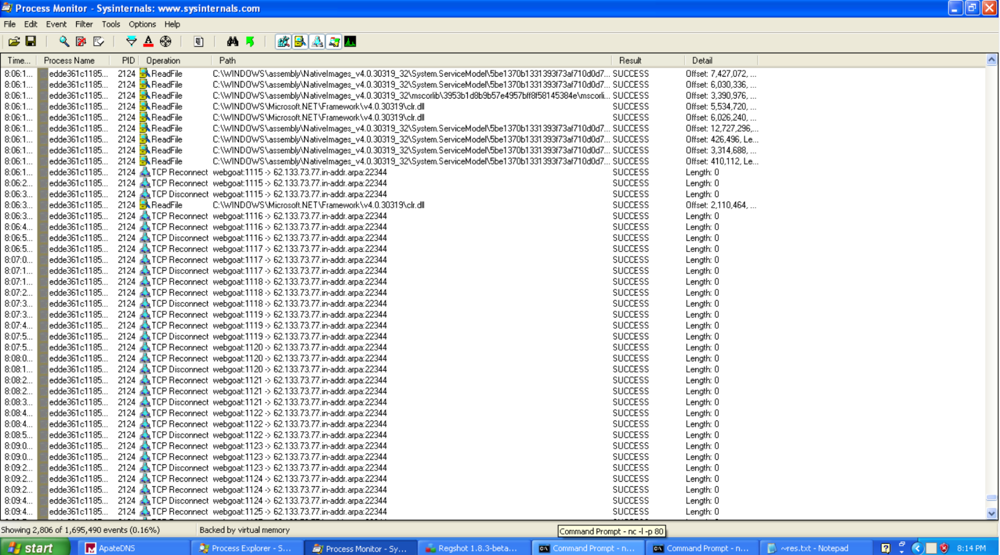 Process Monitor - Sysinternals: www.sysinternals.com
File Edit Event Filter Tools Options Help
Time... Process Name PID Operation Path Result Detail
8:06:1... edde361c1185... 2124 ReadFile C:\WINDOWS\assembly\NativeImages_v4.0.30319_32\System.ServiceModel\5be1370b1331393f73af710d0d7... SUCCESS Offset: 7,427,072, ...
8:06:1... edde361c1185... 2124 ReadFile C:\WINDOWS\assembly\NativeImages_v4.0.30319_32\System.ServiceModel\5be1370b1331393f73af710d0d7... SUCCESS Offset: 6,030,336, ...
8:06:1... edde361c1185... 2124 ReadFile C:\WINDOWS\assembly\NativeImages_v4.0.30319_32\mscorlib\3953b1d8b9b57e4957bff8f58145384e\mscorli... SUCCESS Offset: 3,390,976, ...
8:06:1... edde361c1185... 2124 ReadFile C:\WINDOWS\Microsoft.NET\Framework\v4.0.30319\clr.dll SUCCESS Offset: 5,534,720, ...
8:06:1... edde361c1185... 2124 ReadFile C:\WINDOWS\Microsoft.NET\Framework\v4.0.30319\clr.dll SUCCESS Offset: 6,026,240, ...
8:06:1... edde361c1185... 2124 ReadFile C:\WINDOWS\assembly\NativeImages_v4.0.30319_32\System.ServiceModel\5be1370b1331393f73af710d0d7... SUCCESS Offset: 12,727,296,...
8:06:1... edde361c1185... 2124 ReadFile C:\WINDOWS\assembly\NativeImages_v4.0.30319_32\System.ServiceModel\5be1370b1331393f73af710d0d7... SUCCESS Offset: 426,496, Le...
8:06:1... edde361c1185... 2124 ReadFile C:\WINDOWS\assembly\NativeImages_v4.0.30319_32\System.ServiceModel\5be1370b1331393f73af710d0d7... SUCCESS Offset: 3,314,688, ...
8:06:1... edde361c1185... 2124 ReadFile C:\WINDOWS\assembly\NativeImages_v4.0.30319_32\System.ServiceModel\5be1370b1331393f73af710d0d7... SUCCESS Offset: 410,112, Le...
8:06:1... edde361c1185... 2124 TCP Reconnect webgoat:1115 -> 62.133.73.77.in-addr.arpa:22344 SUCCESS Length: 0
8:06:2... edde361c1185... 2124 TCP Reconnect webgoat:1115 -> 62.133.73.77.in-addr.arpa:22344 SUCCESS Length: 0
8:06:3... edde361c1185... 2124 TCP Disconnect webgoat:1115 -> 62.133.73.77.in-addr.arpa:22344 SUCCESS Length: 0
8:06:3... edde361c1185... 2124 ReadFile C:\WINDOWS\Microsoft.NET\Framework\v4.0.30319\clr.dll SUCCESS Offset: 2,110,464, ...
8:06:3... edde361c1185... 2124 TCP Reconnect webgoat:1116 -> 62.133.73.77.in-addr.arpa:22344 SUCCESS Length: 0
8:06:4... edde361c1185... 2124 TCP Reconnect webgoat:1116 -> 62.133.73.77.in-addr.arpa:22344 SUCCESS Length: 0
8:06:5... edde361c1185... 2124 TCP Disconnect webgoat:1116 -> 62.133.73.77.in-addr.arpa:22344 SUCCESS Length: 0
8:06:5... edde361c1185... 2124 TCP Reconnect webgoat:1117 -> 62.133.73.77.in-addr.arpa:22344 SUCCESS Length: 0
8:07:0... edde361c1185... 2124 TCP Reconnect webgoat:1117 -> 62.133.73.77.in-addr.arpa:22344 SUCCESS Length: 0
8:07:1... edde361c1185... 2124 TCP Disconnect webgoat:1117 -> 62.133.73.77.in-addr.arpa:22344 SUCCESS Length: 0
8:07:1... edde361c1185... 2124 TCP Reconnect webgoat:1118 -> 62.133.73.77.in-addr.arpa:22344 SUCCESS Length: 0
8:07:2... edde361c1185... 2124 TCP Reconnect webgoat:1118 -> 62.133.73.77.in-addr.arpa:22344 SUCCESS Length: 0
8:07:3... edde361c1185... 2124 TCP Disconnect webgoat:1118 -> 62.133.73.77.in-addr.arpa:22344 SUCCESS Length: 0
8:07:3... edde361c1185... 2124 TCP Reconnect webgoat:1119 -> 62.133.73.77.in-addr.arpa:22344 SUCCESS Length: 0
8:07:4... edde361c1185... 2124 TCP Reconnect webgoat:1119 -> 62.133.73.77.in-addr.arpa:22344 SUCCESS Length: 0
8:07:5... edde361c1185... 2124 TCP Disconnect webgoat:1119 -> 62.133.73.77.in-addr.arpa:22344 SUCCESS Length: 0
8:07:5... edde361c1185... 2124 TCP Reconnect webgoat:1120 -> 62.133.73.77.in-addr.arpa:22344 SUCCESS Length: 0
8:08:0... edde361c1185... 2124 TCP Reconnect webgoat:1120 -> 62.133.73.77.in-addr.arpa:22344 SUCCESS Length: 0
8:08:1... edde361c1185... 2124 TCP Disconnect webgoat:1120 -> 62.133.73.77.in-addr.arpa:22344 SUCCESS Length: 0
8:08:2... edde361c1185... 2124 TCP Reconnect webgoat:1121 -> 62.133.73.77.in-addr.arpa:22344 SUCCESS Length: 0
8:08:2... edde361c1185... 2124 TCP Reconnect webgoat:1121 -> 62.133.73.77.in-addr.arpa:22344 SUCCESS Length: 0
8:08:3... edde361c1185... 2124 TCP Disconnect webgoat:1121 -> 62.133.73.77.in-addr.arpa:22344 SUCCESS Length: 0
8:08:4... edde361c1185... 2124 TCP Reconnect webgoat:1122 -> 62.133.73.77.in-addr.arpa:22344 SUCCESS Length: 0
8:08:4... edde361c1185... 2124 TCP Reconnect webgoat:1122 -> 62.133.73.77.in-addr.arpa:22344 SUCCESS Length: 0
8:08:5... edde361c1185... 2124 TCP Disconnect webgoat:1122 -> 62.133.73.77.in-addr.arpa:22344 SUCCESS Length: 0
8:09:0... edde361c1185... 2124 TCP Reconnect webgoat:1123 -> 62.133.73.77.in-addr.arpa:22344 SUCCESS Length: 0
8:09:0... edde361c1185... 2124 TCP Reconnect webgoat:1123 -> 62.133.73.77.in-addr.arpa:22344 SUCCESS Length: 0
8:09:2... edde361c1185... 2124 TCP Disconnect webgoat:1123 -> 62.133.73.77.in-addr.arpa:22344 SUCCESS Length: 0
8:09:2... edde361c1185... 2124 TCP Reconnect webgoat:1124 -> 62.133.73.77.in-addr.arpa:22344 SUCCESS Length: 0
8:09:2... edde361c1185... 2124 TCP Reconnect webgoat:1124 -> 62.133.73.77.in-addr.arpa:22344 SUCCESS Length: 0
8:09:4... edde361c1185... 2124 TCP Disconnect webgoat:1124 -> 62.133.73.77.in-addr.arpa:22344 SUCCESS Length: 0
8:09:4... edde361c1185... 2124 TCP Reconnect webgoat:1125 -> 62.133.73.77.in-addr.arpa:22344 SUCCESS Length: 0
Showing 2,806 of 1,695,490 events (0.16%) Backed by virtual memory Command Prompt - nc -l -p 80
start ApateDNS Process Explorer - S... Process Monitor - Sy... Regshot 1.8.3-beta... Command Prompt - n... Command Prompt - n... ~res.txt - Notepad 8:14 PM